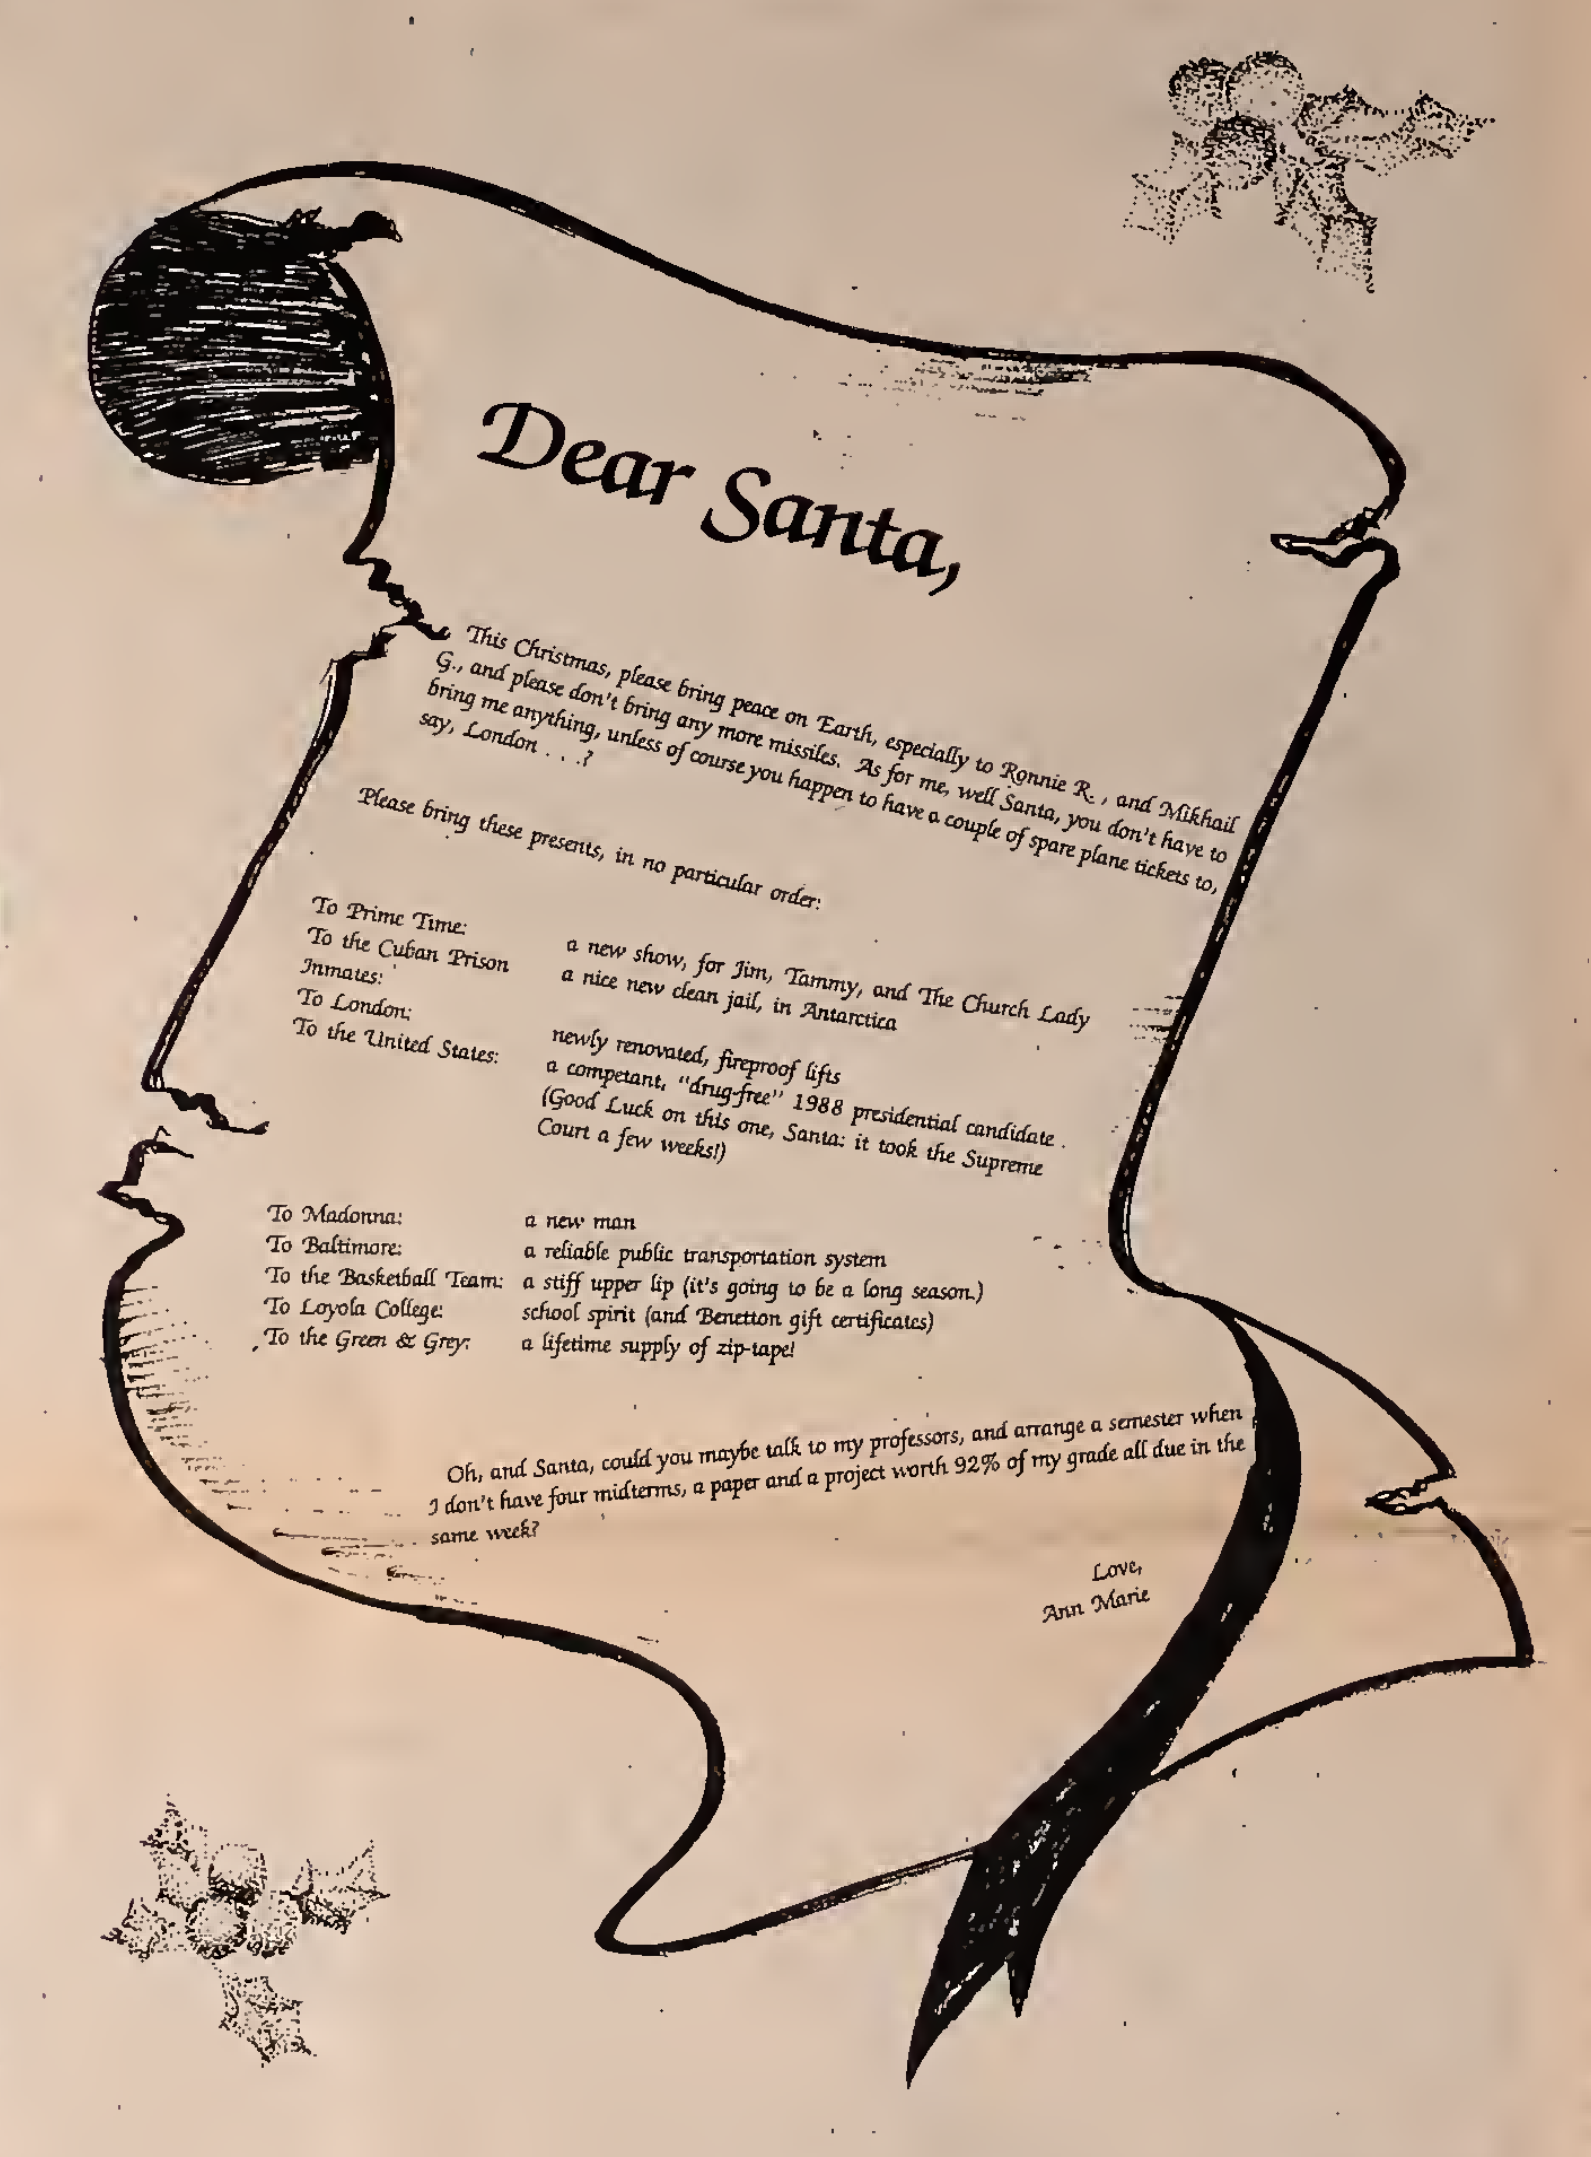 Dear Santa,
This Christmas, please bring peace on Earth, especially to Ronnie R. , and Mikhail
G., and please don't bring any more missiles. As for me, well Santa, you don't have to
bring me anything, unless of course you happen to have a couple of spare plane tickets to,
say, London . . .?
Please bring these presents, in no particular order:
To Prime Time: a new show, for Jim, Tammy, and The Church Lady
To the Cuban Prison a nice new clean jail, in Antarctica
Inmates:
To London: newly renovated, fireproof lifts
To the United States: a competant, "drug-free" 1988 presidential candidate .
(Good Luck on this one, Santa: it took the Supreme
Court a few weeks!)
To Madonna: a new man
To Baltimore: a reliable public transportation system
To the Basketball Team: a stiff upper lip (it's going to be a long season.)
To Loyola College: school spirit (and Benetton gift certificates)
To the Green & Grey: a lifetime supply of zip-tape!
Oh, and Santa, could you maybe talk to my professors, and arrange a semester when
I don't have four midterms, a paper and a project worth 92% of my grade all due in the
same week?
Love,
Ann Marie